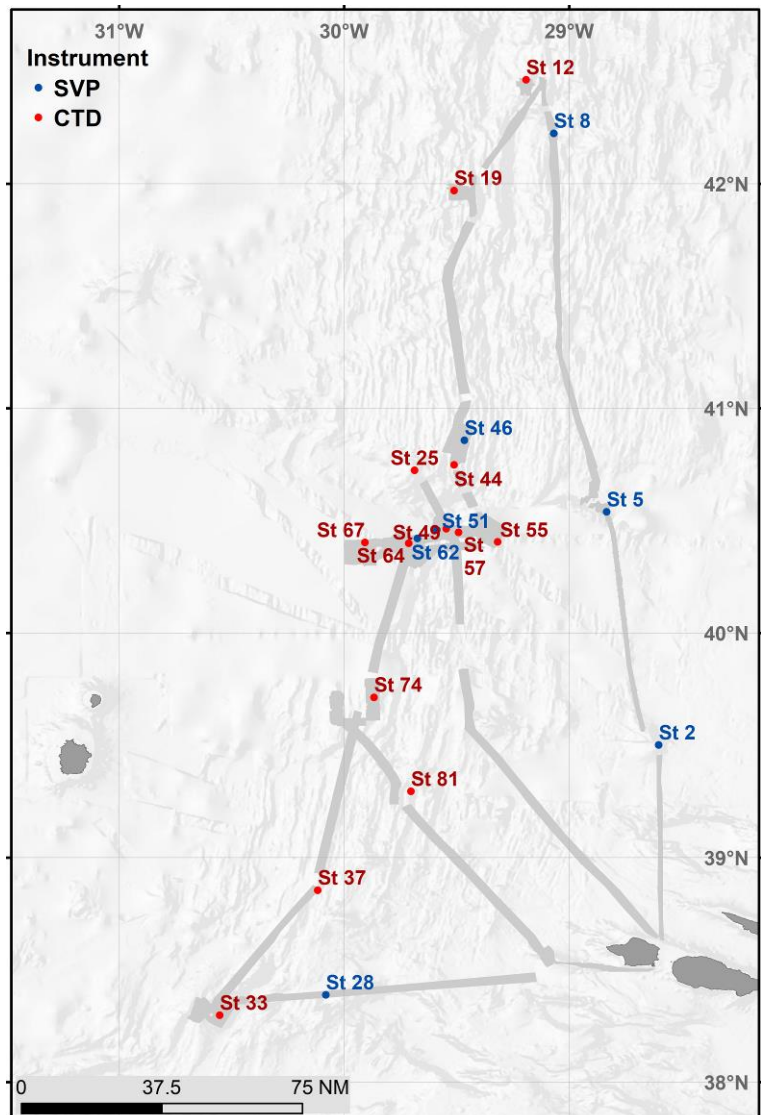 31°W 30°W 29°W
Instrument
SVP
CTD
St 12
St 8
St 19
42°N
41°N
St 46
St 25
St 44
St 5
St 67
St 49
St 51
St 55
St 64
St 62
St
57
40°N
St 74
St 2
St 81
39°N
St 37
St 28
St 33
38°N
0 37.5 75 NM